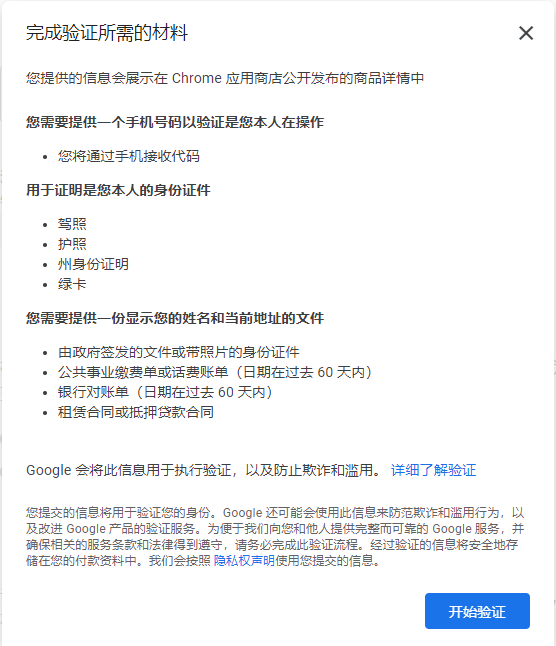 完成验证所需的材料
您提供的信息会展示在 Chrome 应用商店公开发布的商品详情中
您需要提供一个手机号码以验证是您本人在操作
• 您将通过手机接收代码
用于证明是您本人的身份证件
• 驾照
• 护照
• 州身份证明
• 绿卡
您需要提供一份显示您的姓名和当前地址的文件
• 由政府签发的文件或带照片的身份证件
• 公共事业缴费单或话费账单（日期在过去 60 天内）
• 银行对账单（日期在过去 60 天内）
• 租赁合同或抵押贷款合同
Google 会将此信息用于执行验证，以及防止欺诈和滥用。 详细了解验证
您提交的信息将用于验证您的身份。Google 还可能会使用此信息来防范欺诈和滥用行为，以
及改进 Google 产品的验证服务。为便于我们向您和他人提供完整而可靠的 Google 服务，并
确保相关的服务条款和法律得到遵守，请务必完成此验证流程。经过验证的信息将安全地存
储在您的付款资料中。我们会按照 隐私权声明使用您提交的信息。
开始验证